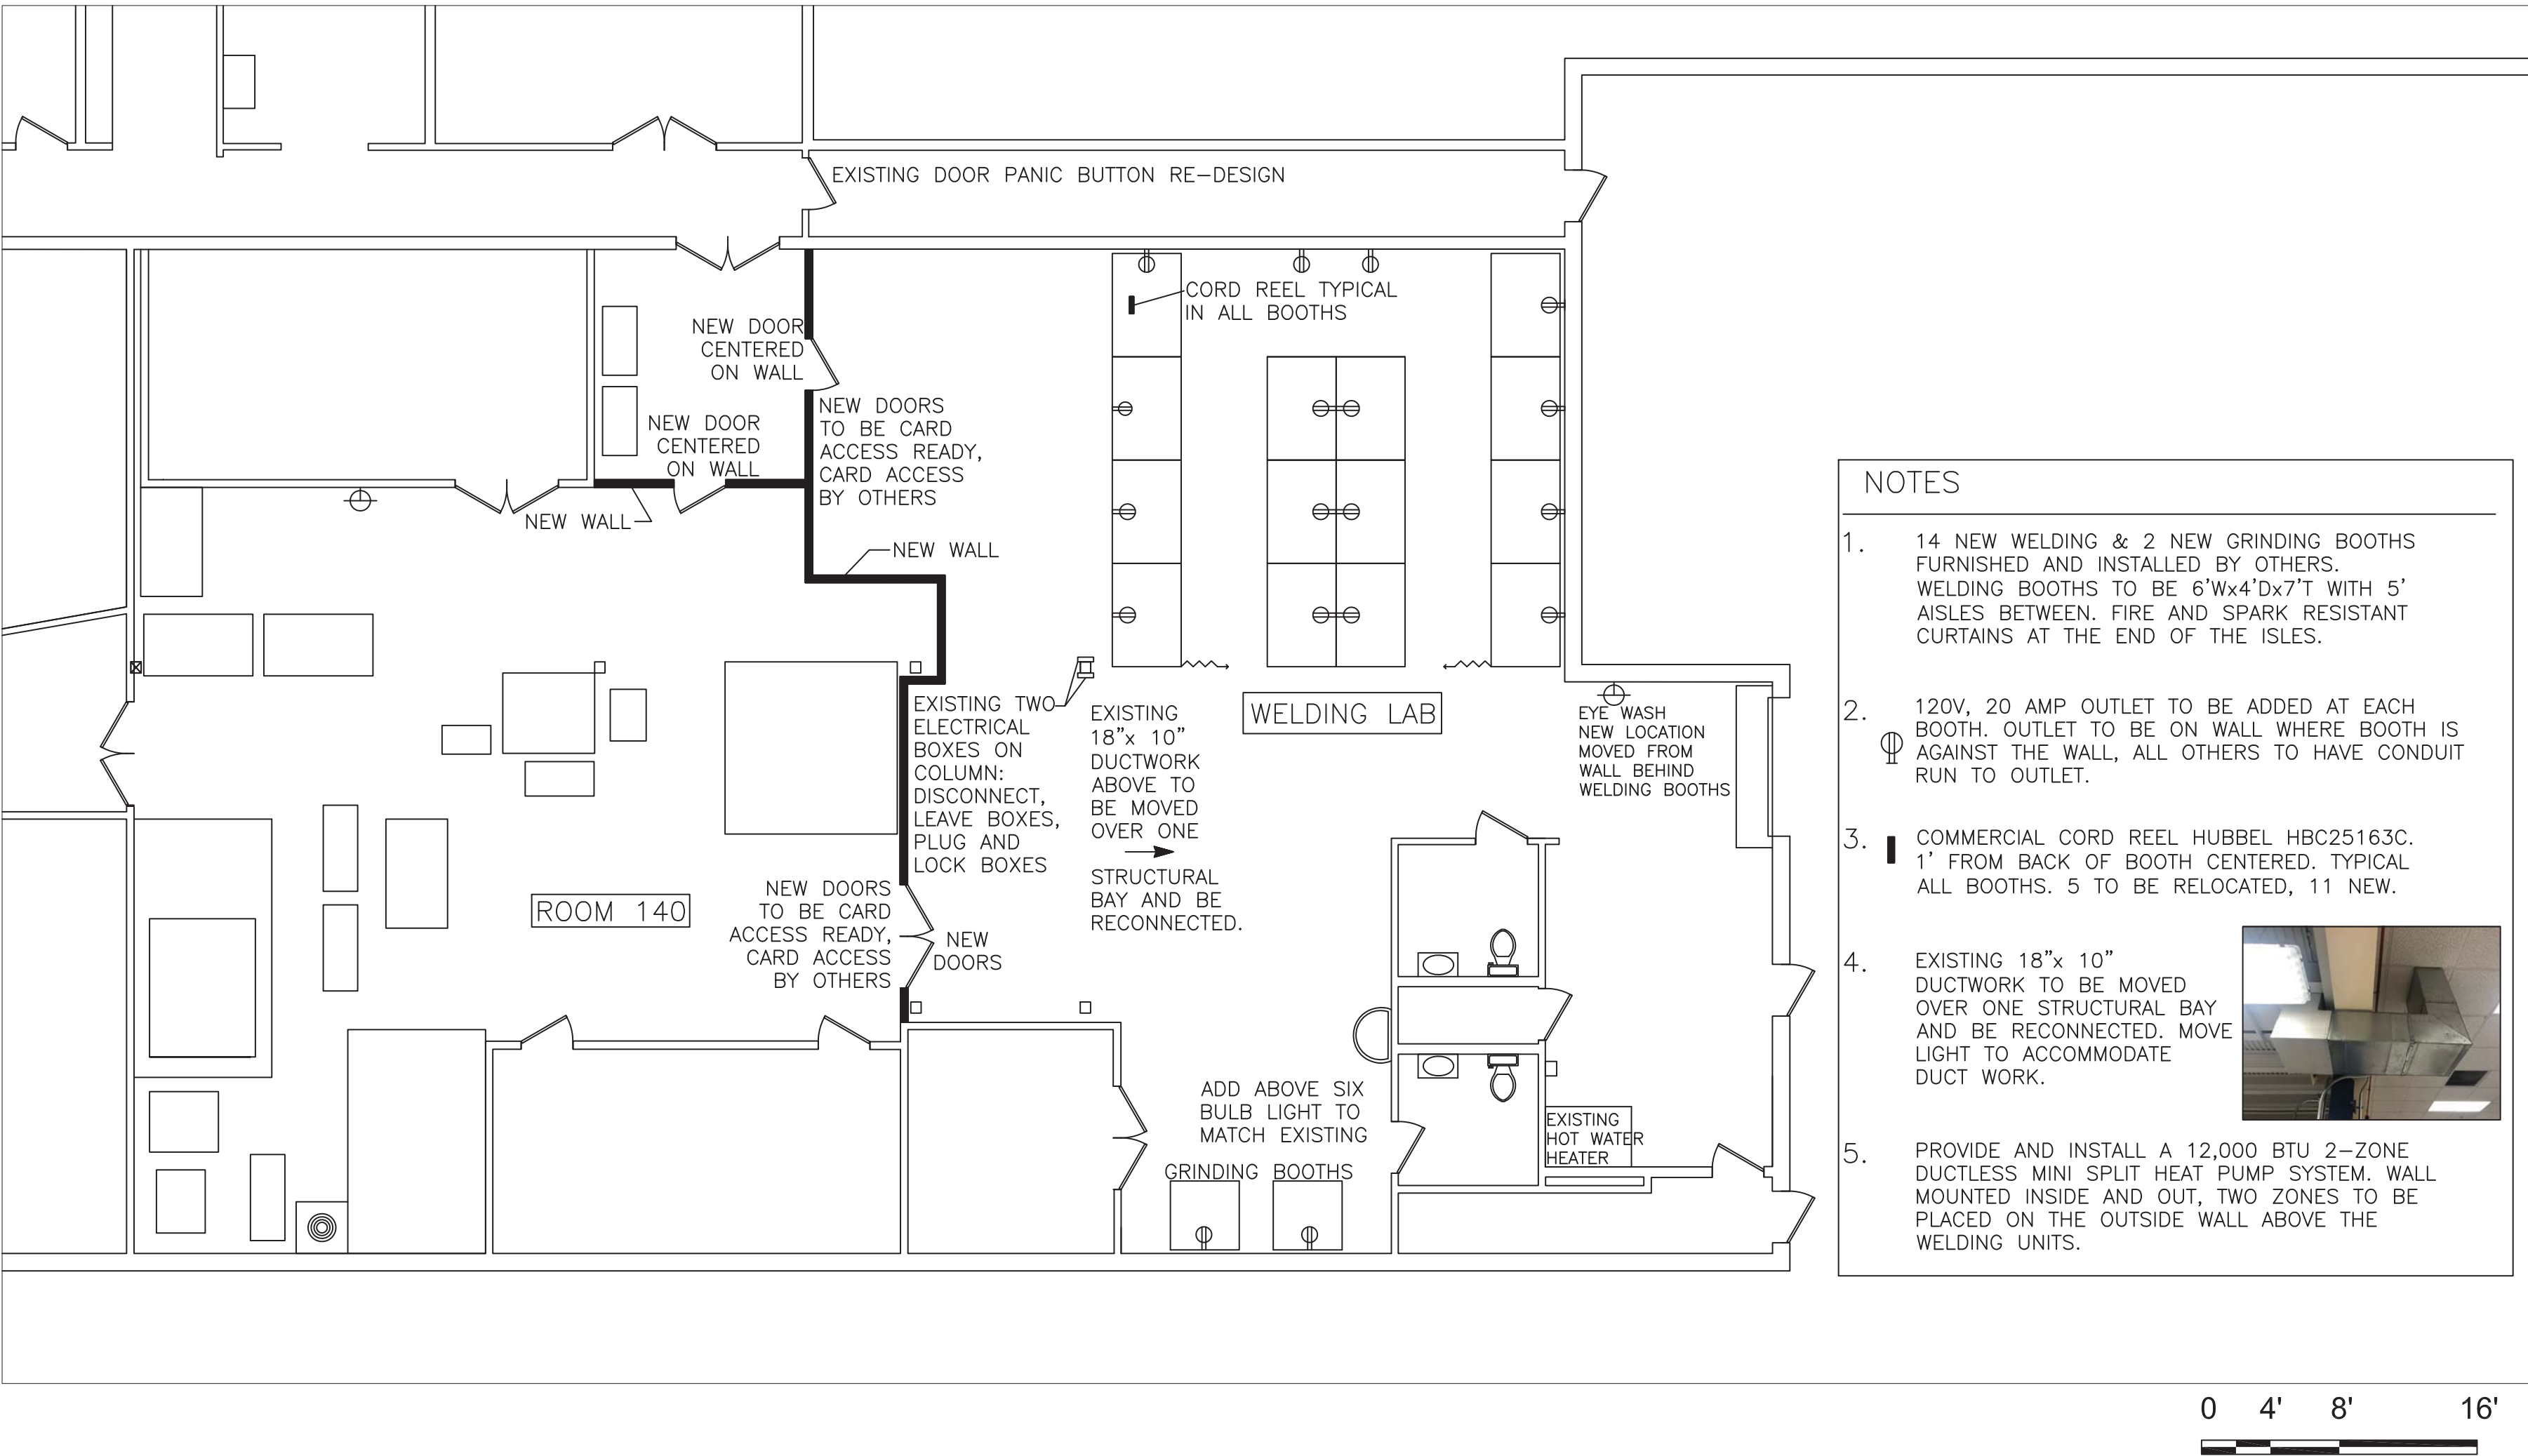 EXISTING DOOR PANIC BUTTON RE-DESIGN
CORD REEL TYPICAL
IN ALL BOOTHS
NEW DOOR
CENTERED
ON WALL
NEW DOOR
CENTERED
ON WALL
NEW DOORS
TO BE CARD
ACCESS READY,
CARD ACCESS
BY OTHERS
NEW WALL
NEW WALL
EXISTING TWO
ELECTRICAL
BOXES ON
COLUMN:
DISCONNECT,
LEAVE BOXES,
PLUG AND
LOCK BOXES
EXISTING
18"x 10"
DUCTWORK
ABOVE TO
BE MOVED
OVER ONE
STRUCTURAL
BAY AND BE
RECONNECTED.
WELDING LAB
EYE WASH
NEW LOCATION
MOVED FROM
WALL BEHIND
WELDING BOOTHS
ROOM 140
NEW DOORS
TO BE CARD
ACCESS READY,
CARD ACCESS
BY OTHERS
NEW
DOORS
ADD ABOVE SIX
BULB LIGHT TO
MATCH EXISTING
GRINDING BOOTHS
EXISTING
HOT WATER
HEATER
NOTES
1. 14 NEW WELDING & 2 NEW GRINDING BOOTHS
FURNISHED AND INSTALLED BY OTHERS.
WELDING BOOTHS TO BE 6'Wx4'Dx7'T WITH 5'
AISLES BETWEEN. FIRE AND SPARK RESISTANT
CURTAINS AT THE END OF THE ISLES.
2. 120V, 20 AMP OUTLET TO BE ADDED AT EACH
BOOTH. OUTLET TO BE ON WALL WHERE BOOTH IS
AGAINST THE WALL, ALL OTHERS TO HAVE CONDUIT
RUN TO OUTLET.
3. COMMERCIAL CORD REEL HUBBEL HBC25163C.
1' FROM BACK OF BOOTH CENTERED. TYPICAL
ALL BOOTHS. 5 TO BE RELOCATED, 11 NEW.
4. EXISTING 18"x 10"
DUCTWORK TO BE MOVED
OVER ONE STRUCTURAL BAY
AND BE RECONNECTED. MOVE
LIGHT TO ACCOMMODATE
DUCT WORK.
5. PROVIDE AND INSTALL A 12,000 BTU 2-ZONE
DUCTLESS MINI SPLIT HEAT PUMP SYSTEM. WALL
MOUNTED INSIDE AND OUT, TWO ZONES TO BE
PLACED ON THE OUTSIDE WALL ABOVE THE
WELDING UNITS.
0 4' 8' 16'